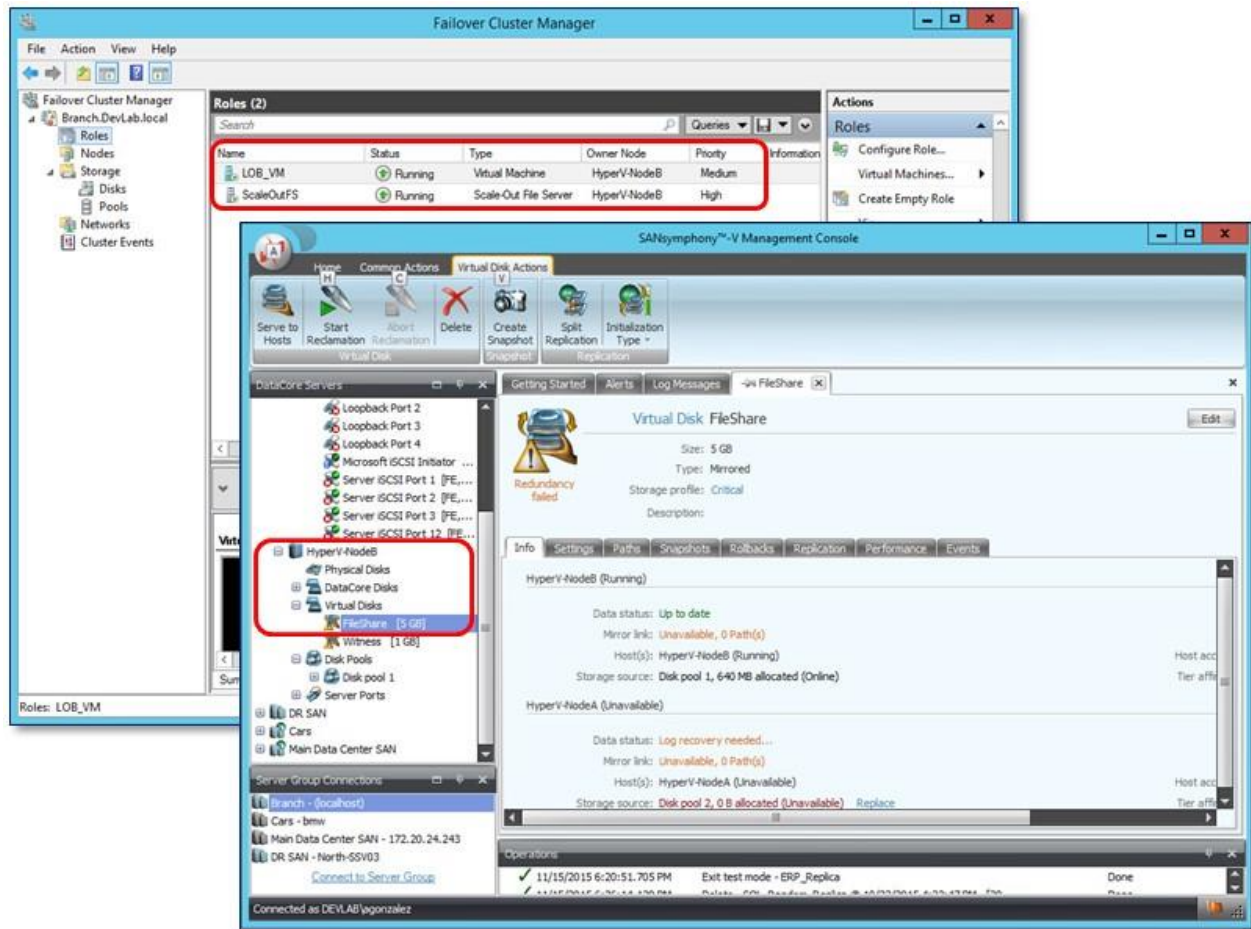 Failover Cluster Manager
File Action View Help
Failover Cluster Manager
Branch.DevLab.local
Roles
Nodes
Storage
Disks
Pools
Networks
Cluster Events
Roles (2)
Search
Queries
Name Status Type Owner Node Priority Information
LOB_VM Running Virtual Machine HyperV-NodeB Medium
ScaleOutFS Running Scale-Out File Server HyperV-NodeB High
Actions
Roles
Configure Role...
Virtual Machines...
Create Empty Role
Roles: LOB_VM
SANsymphony™-V Management Console
Home Common Actions Virtual Disk Actions
H C V
Serve to Hosts
Start Reclamation
Abort Reclamation
Delete
Create Snapshot
Split Replication
Initialization Type
Virtual Disk Snapshot Replication
DataCore Servers
Loopback Port 2
Loopback Port 3
Loopback Port 4
Microsoft iSCSI Initiator ...
Server iSCSI Port 1 [FE,...
Server iSCSI Port 2 [FE,...
Server iSCSI Port 3 [FE,...
Server iSCSI Port 12 [FE...
HyperV-NodeB
Physical Disks
DataCore Disks
Virtual Disks
FileShare [5 GB]
Witness [1 GB]
Disk Pools
Disk pool 1
Server Ports
DR SAN
Cars
Main Data Center SAN
Server Group Connections
Branch - (localhost)
Cars - bmw
Main Data Center SAN - 172.20.24.243
DR SAN - North-SSV03
Connect to Server Group
Getting Started Alerts Log Messages FileShare
Virtual Disk FileShare
Edit
Redundancy failed
Size: 5 GB
Type: Mirrored
Storage profile: Critical
Description:
Info Settings Paths Snapshots Rollbacks Replication Performance Events
HyperV-NodeB (Running)
Data status: Up to date
Mirror link: Unavailable, 0 Path(s)
Host(s): HyperV-NodeB (Running) Host acc
Storage source: Disk pool 1, 640 MB allocated (Online) Tier aff
HyperV-NodeA (Unavailable)
Data status: Log recovery needed...
Mirror link: Unavailable, 0 Path(s)
Host(s): HyperV-NodeA (Unavailable) Host acc
Storage source: Disk pool 2, 0 B allocated (Unavailable) Replace Tier aff
Operations
11/15/2015 6:20:51.705 PM Exit test mode - ERP_Replica Done
Connected as DEVLAB\agonzalez